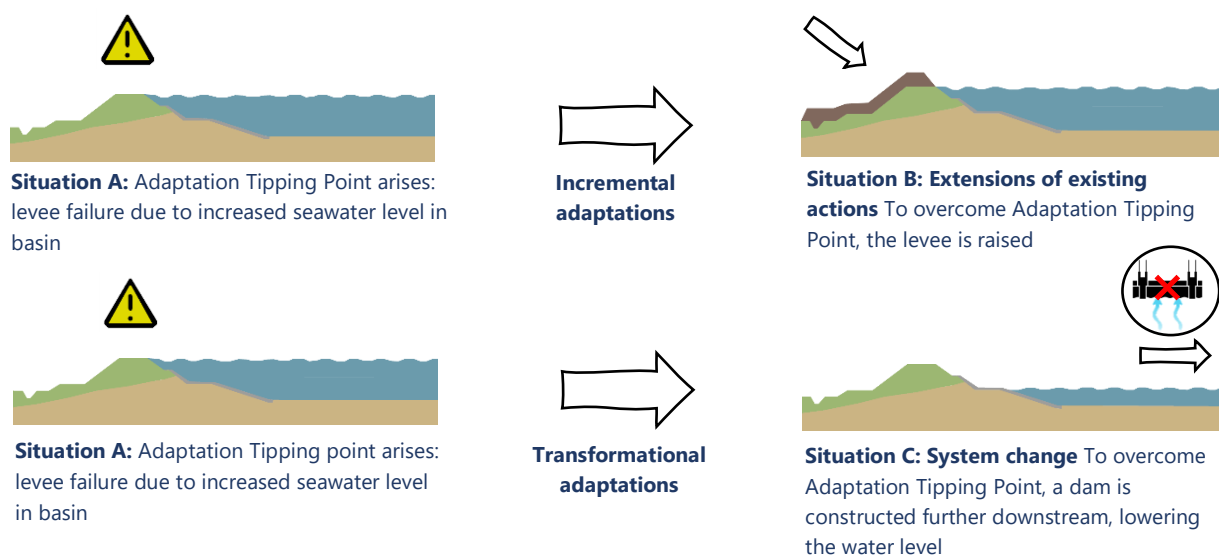 Situation A: Adaptation Tipping Point arises:
levee failure due to increased seawater level in
basin
Incremental
adaptations
Situation B: Extensions of existing
actions To overcome Adaptation Tipping
Point, the levee is raised
Situation A: Adaptation Tipping point arises:
levee failure due to increased seawater level
in basin
Transformational
adaptations
Situation C: System change To overcome
Adaptation Tipping Point, a dam is
constructed further downstream, lowering
the water level